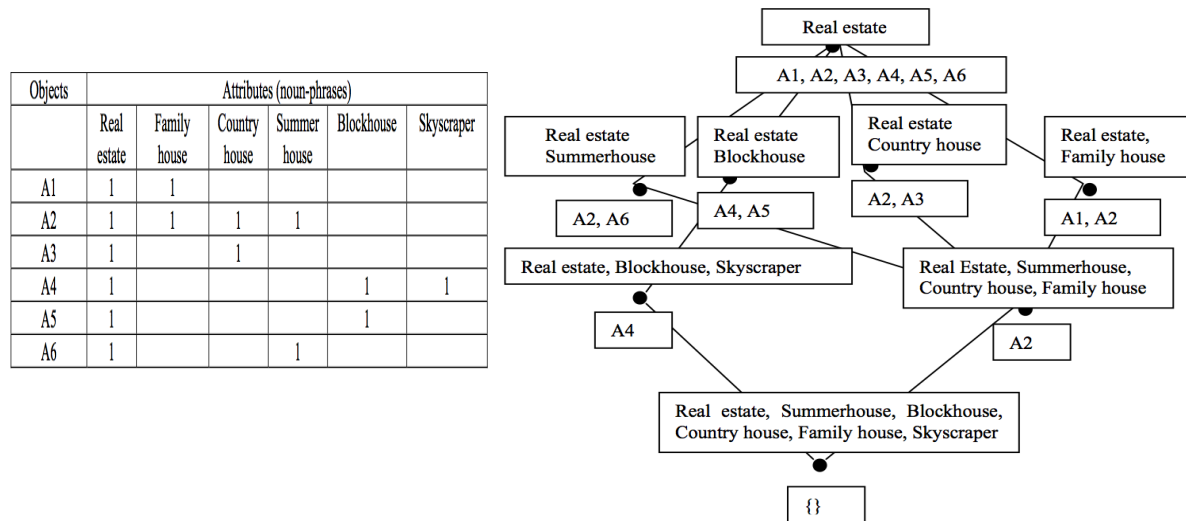 Objects Attributes (noun-phrases)
Real estate Family house Country house Summer house Blockhouse Skyscraper
A1 1 1
A2 1 1 1 1
A3 1 1
A4 1 1 1
A5 1 1
A6 1 1
Real estate
A1, A2, A3, A4, A5, A6
Real estate
Summerhouse
Real estate
Blockhouse
Real estate
Country house
Real estate,
Family house
A2, A6
A4, A5
A2, A3
A1, A2
Real estate, Blockhouse, Skyscraper
Real Estate, Summerhouse,
Country house, Family house
A4
A2
Real estate, Summerhouse, Blockhouse,
Country house, Family house, Skyscraper
{}